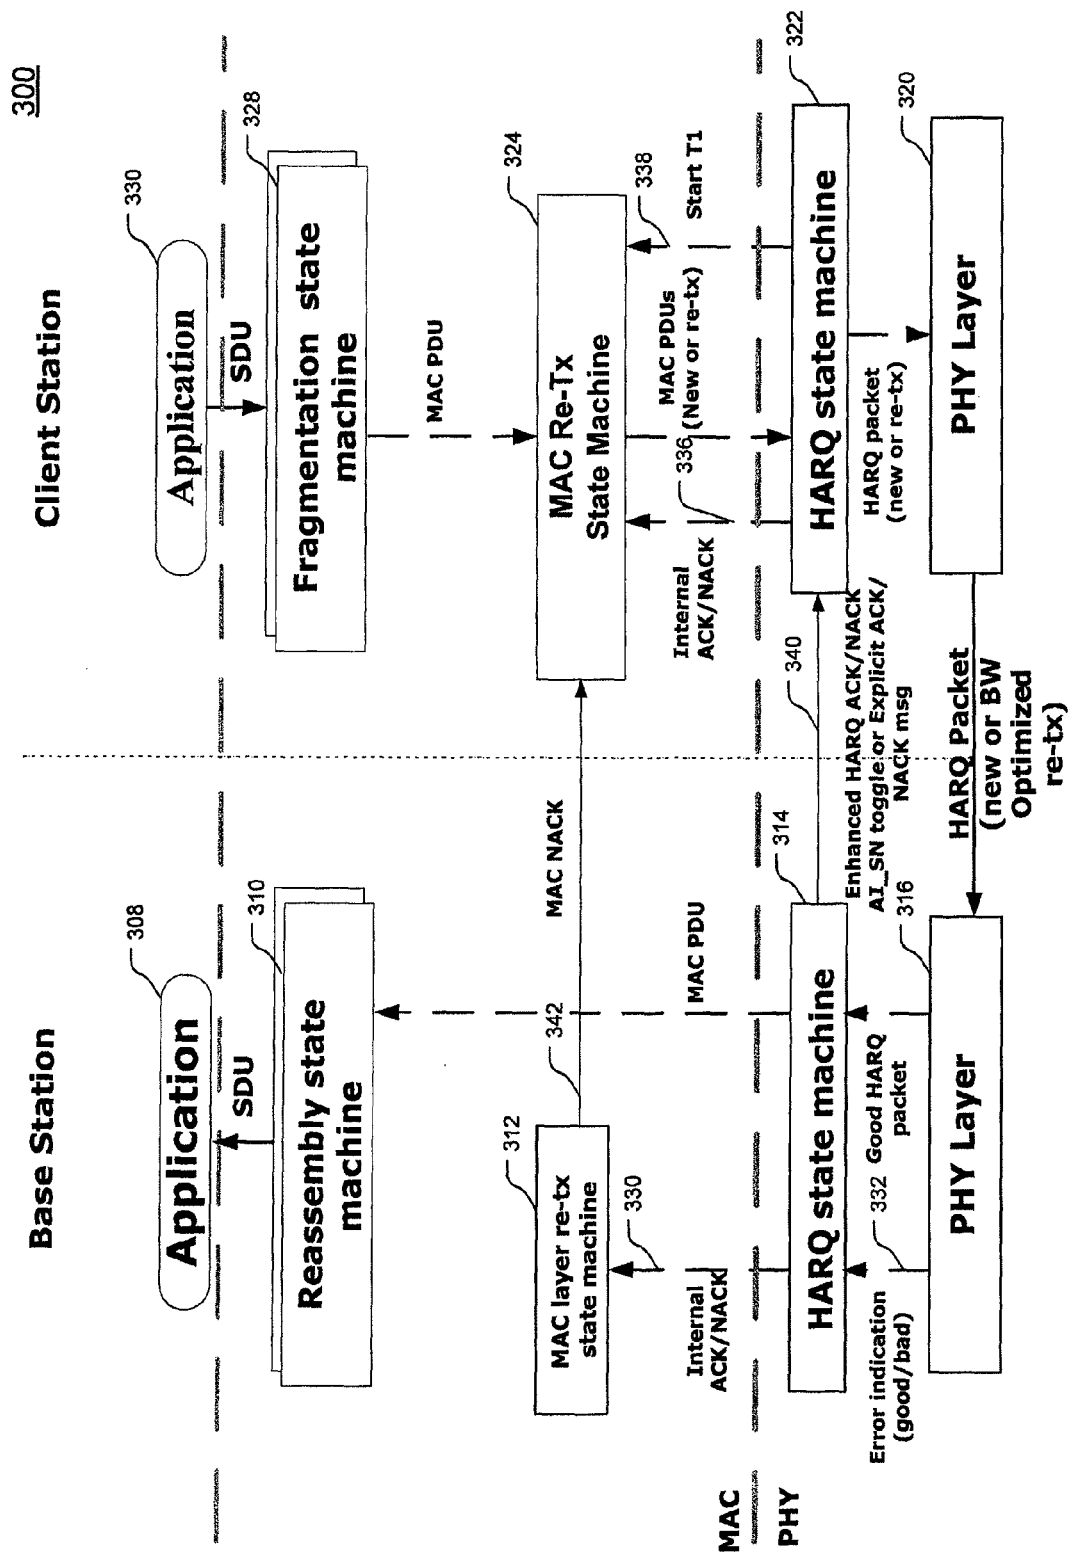 300
Base Station
Client Station
308
Application
SDU
310
Reassembly state
machine
312
MAC layer re-tx
state machine
342
MAC NACK
330
Internal
ACK/NACK
MAC PDU
MAC
PHY
314
HARQ state machine
Error indication
(good/bad)
332
Good HARQ
packet
316
PHY Layer
330
Application
SDU
328
Fragmentation state
machine
MAC PDU
324
MAC Re-Tx
State Machine
Internal
ACK/NACK
336
MAC PDUs
(New or re-tx)
338
Start T1
340
322
HARQ state machine
Enhanced HARQ ACK/NACK
AI_SN toggle or Explicit ACK/
NACK msg
HARQ packet
(new or re-tx)
320
PHY Layer
HARQ Packet
(new or BW
Optimized
re-tx)